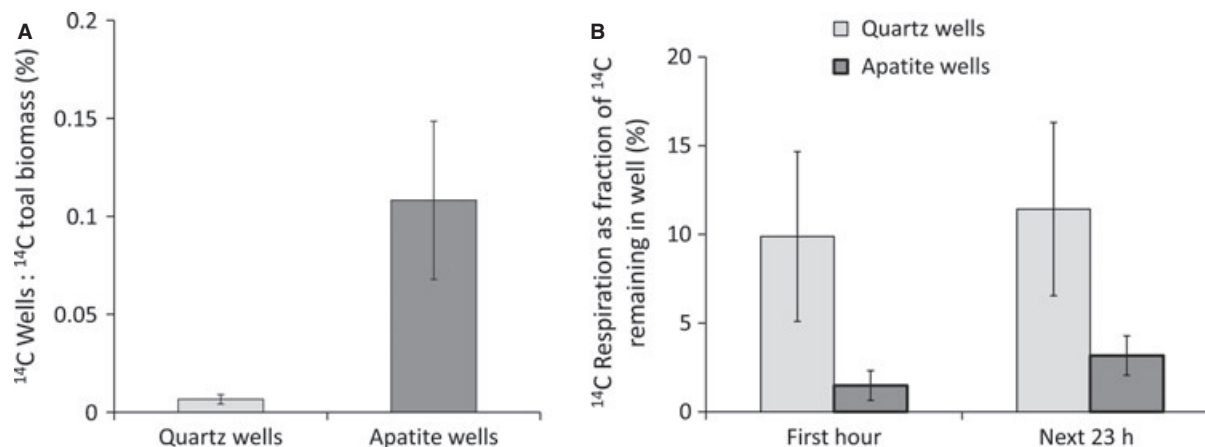 A
¹⁴C Wells : ¹⁴C toal biomass (%)
0.2
0.15
0.1
0.05
0
Quartz wells
Apatite wells
B
Quartz wells
Apatite wells
¹⁴C Respiration as fraction of ¹⁴C
remaining in well (%)
20
15
10
5
0
First hour
Next 23 h